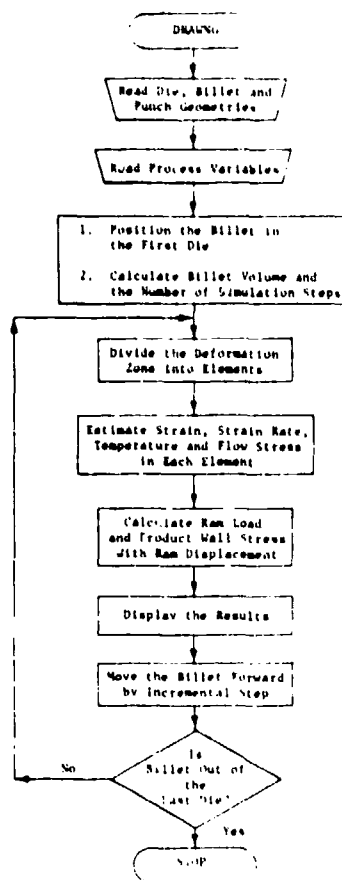 DRAWNG
Read Die, Billet and
Punch Geometries
Read Process Variables
1. Position the Billet in
the First Die
2. Calculate Billet Volume and
the Number of Simulation Steps
Divide the Deformation
Zone into Elements
Estimate Strain, Strain Rate,
Temperature and Flow Stress
in Each Element
Calculate Ram Load
and Product Wall Stress
with Ram Displacement
Display the Results
Move the Billet Forward
by Incremental Step
Is
Billet Out of
the
Last Die?
No
Yes
STOP